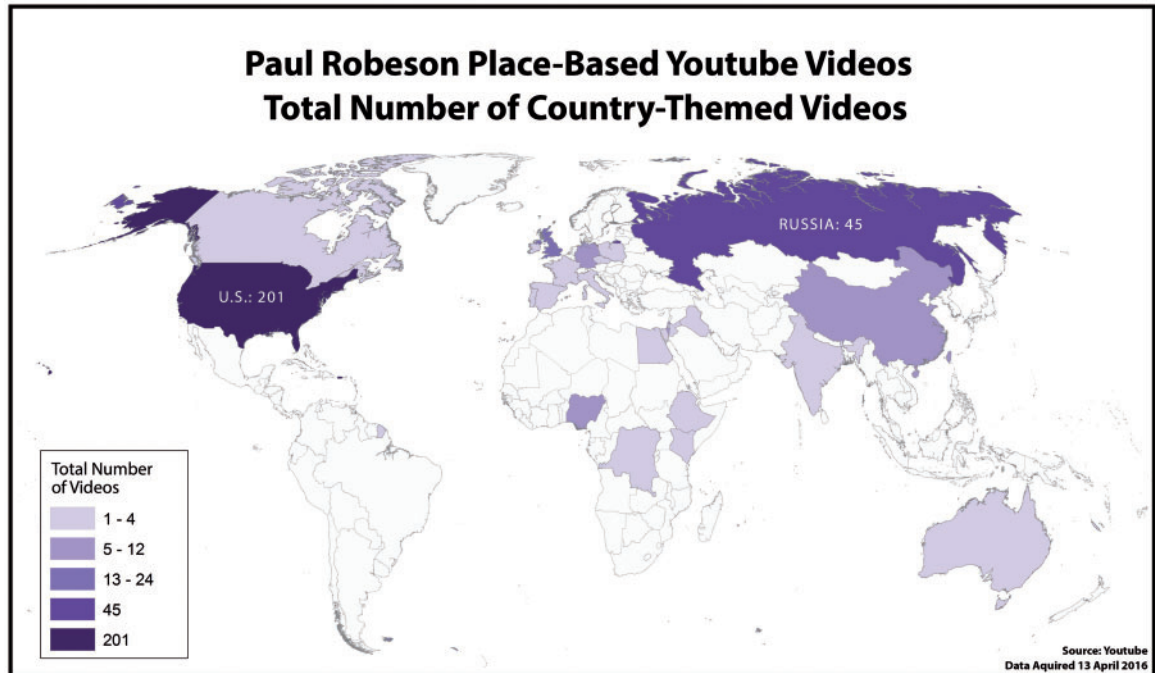 Paul Robeson Place-Based Youtube Videos
Total Number of Country-Themed Videos
RUSSIA: 45
U.S.: 201
Total Number
of Videos
1 - 4
5 - 12
13 - 24
45
201
Source: Youtube
Data Aquired 13 April 2016